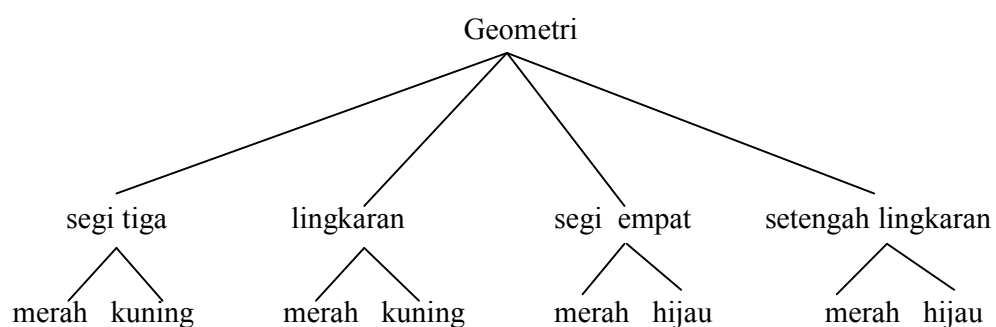 Geometri
segi tiga lingkaran segi empat setengah lingkaran
merah kuning merah kuning merah hijau merah hijau